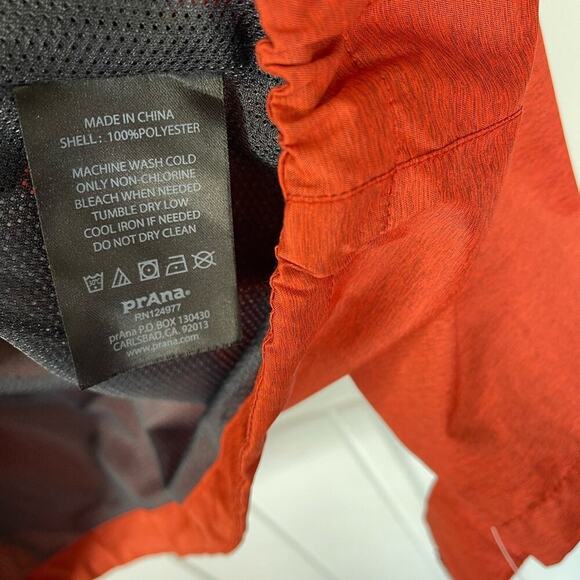 MADE IN CHINA
SHELL: 100%POLYESTER
MACHINE WASH COLD
ONLY NON-CHLORINE
BLEACH WHEN NEEDED
TUMBLE DRY LOW
COOL IRON IF NEEDED
DO NOT DRY CLEAN
prAna®
RN124977
prAna P.O. BOX 130430
CARLSBAD, CA. 92013
www.prana.com